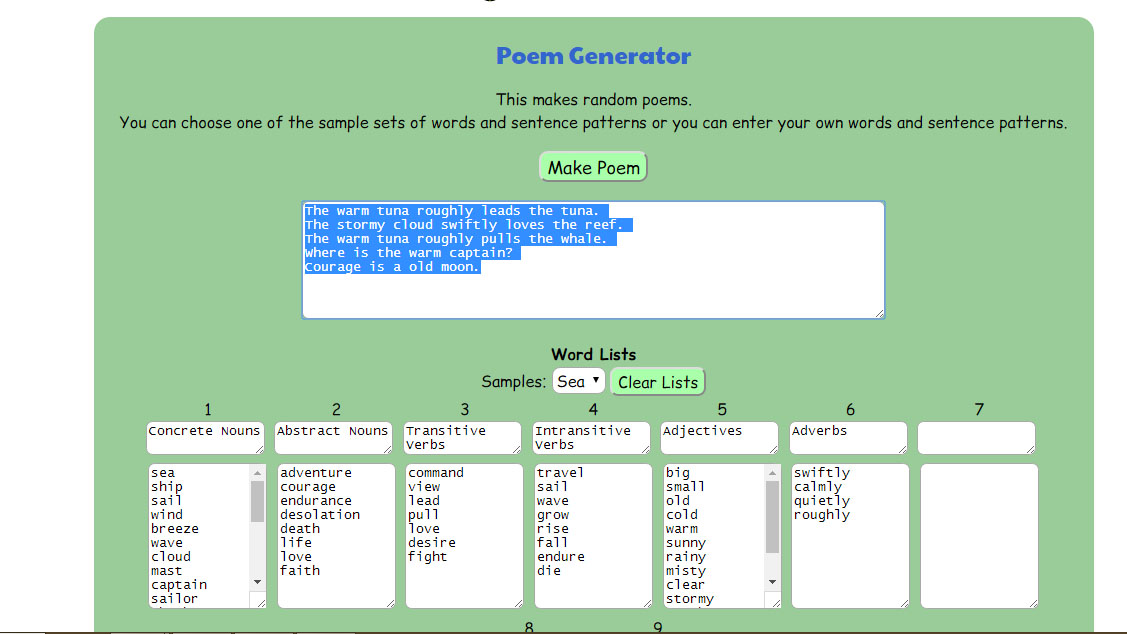 Poem Generator
This makes random poems.
You can choose one of the sample sets of words and sentence patterns or you can enter your own words and sentence patterns.
Make Poem
The warm tuna roughly leads the tuna.
The stormy cloud swiftly loves the reef.
The warm tuna roughly pulls the whale.
Where is the warm captain?
Courage is a old moon.
Word Lists
Samples: Sea Clear Lists
1 2 3 4 5 6 7
Concrete Nouns Abstract Nouns Transitive Verbs Intransitive Verbs Adjectives Adverbs
sea adventure command travel big swiftly
ship courage view sail small calmly
sail endurance lead wave old quietly
wind desolation pull grow cold roughly
breeze death love rise warm
wave life desire fall sunny
cloud love fight endure rainy
mast faith die misty
captain clear
sailor stormy
8 9